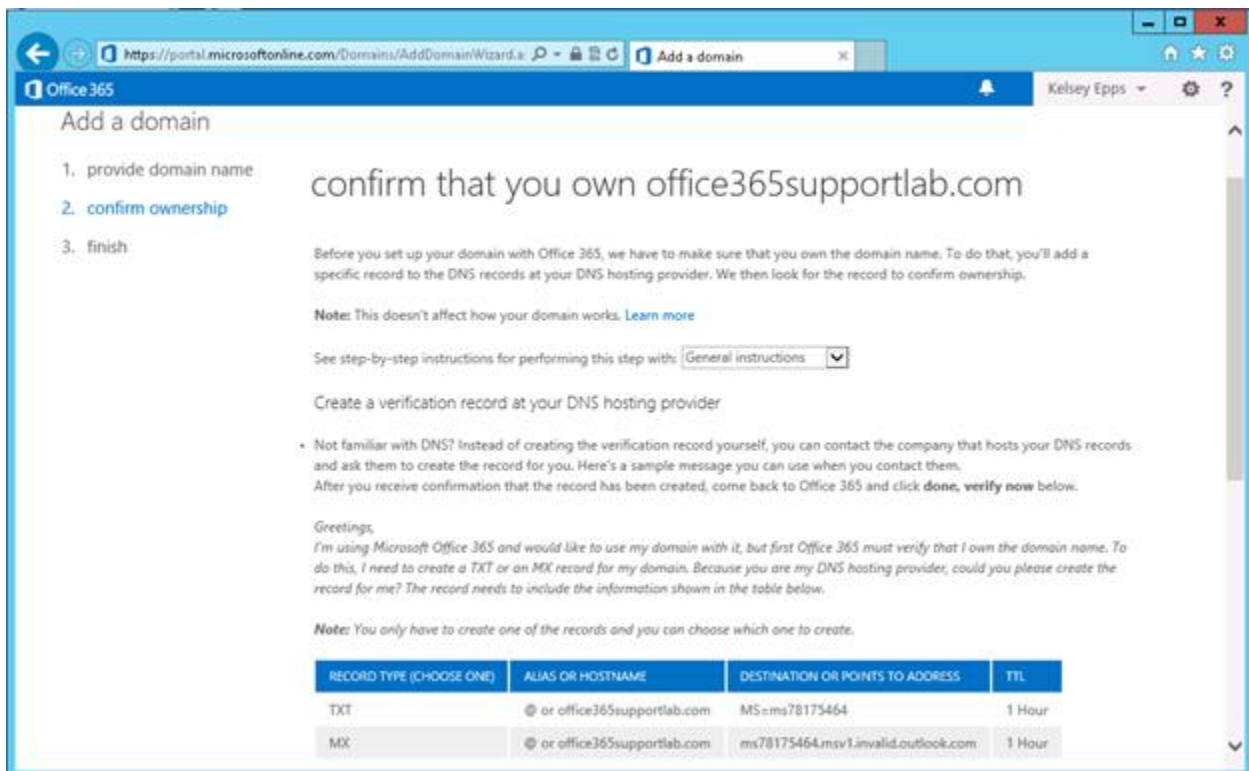 https://portal.microsoftonline.com/Domains/AddDomainWizard.a
Add a domain
Office 365
Kelsey Epps
?
Add a domain
1. provide domain name
2. confirm ownership
3. finish
confirm that you own office365supportlab.com
Before you set up your domain with Office 365, we have to make sure that you own the domain name. To do that, you'll add a
specific record to the DNS records at your DNS hosting provider. We then look for the record to confirm ownership.
Note: This doesn't affect how your domain works. Learn more
See step-by-step instructions for performing this step with: General instructions
Create a verification record at your DNS hosting provider
• Not familiar with DNS? Instead of creating the verification record yourself, you can contact the company that hosts your DNS records
and ask them to create the record for you. Here's a sample message you can use when you contact them.
After you receive confirmation that the record has been created, come back to Office 365 and click done, verify now below.
Greetings,
I'm using Microsoft Office 365 and would like to use my domain with it, but first Office 365 must verify that I own the domain name. To
do this, I need to create a TXT or an MX record for my domain. Because you are my DNS hosting provider, could you please create the
record for me? The record needs to include the information shown in the table below.
Note: You only have to create one of the records and you can choose which one to create.
RECORD TYPE (CHOOSE ONE) ALIAS OR HOSTNAME DESTINATION OR POINTS TO ADDRESS TTL
TXT @ or office365supportlab.com MS=ms78175464 1 Hour
MX @ or office365supportlab.com ms78175464.msv1.invalid.outlook.com 1 Hour